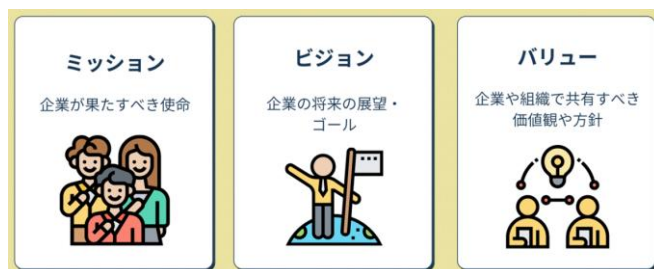 ミッション
企業が果たすべき使命
ビジョン
企業の将来の展望・
ゴール
バリュー
企業や組織で共有すべき
価値観や方針